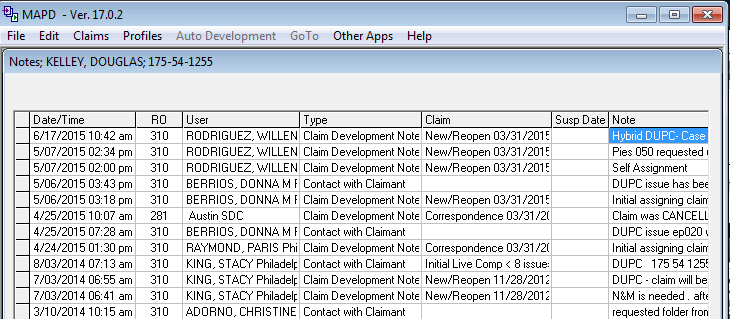 MAPD - Ver. 17.0.2
File Edit Claims Profiles Auto Development GoTo Other Apps Help
Notes; KELLEY, DOUGLAS; 175-54-1255
Date/Time RO User Type Claim Susp Date Note
6/17/2015 10:42 am 310 RODRIGUEZ, WILLEN Claim Development Note New/Reopen 03/31/2015 Hybrid DUPC- Case
5/07/2015 02:34 pm 310 RODRIGUEZ, WILLEN Claim Development Note New/Reopen 03/31/2015 Pies 050 requested
5/07/2015 02:00 pm 310 RODRIGUEZ, WILLEN Claim Development Note New/Reopen 03/31/2015 Self Assignment
5/06/2015 03:43 pm 310 BERRIOS, DONNA M F Contact with Claimant DUPC issue has bee
5/06/2015 03:18 pm 310 BERRIOS, DONNA M F Claim Development Note New/Reopen 03/31/2015 Initial assigning claim
4/25/2015 10:07 am 281 Austin SDC Claim Development Note Correspondence 03/31/20 Claim was CANCELL
4/25/2015 07:28 am 310 BERRIOS, DONNA M F Contact with Claimant DUPC issue ep020 w
4/24/2015 01:30 pm 310 RAYMOND, PARIS Phi Claim Development Note New/Reopen 03/31/2015 Initial assigning claim
8/03/2014 07:13 am 310 KING, STACY Philadelp Contact with Claimant Initial Live Comp < 8 issues DUPC 175 54 1255
7/03/2014 06:55 am 310 KING, STACY Philadelp Claim Development Note New/Reopen 11/28/2012 DUPC - claim will be
7/03/2014 06:41 am 310 KING, STACY Philadelp Claim Development Note New/Reopen 11/28/2012 N&M is needed . afte
3/10/2014 10:15 am 310 ADORNO, CHRISTINE Contact with Claimant requested folder from